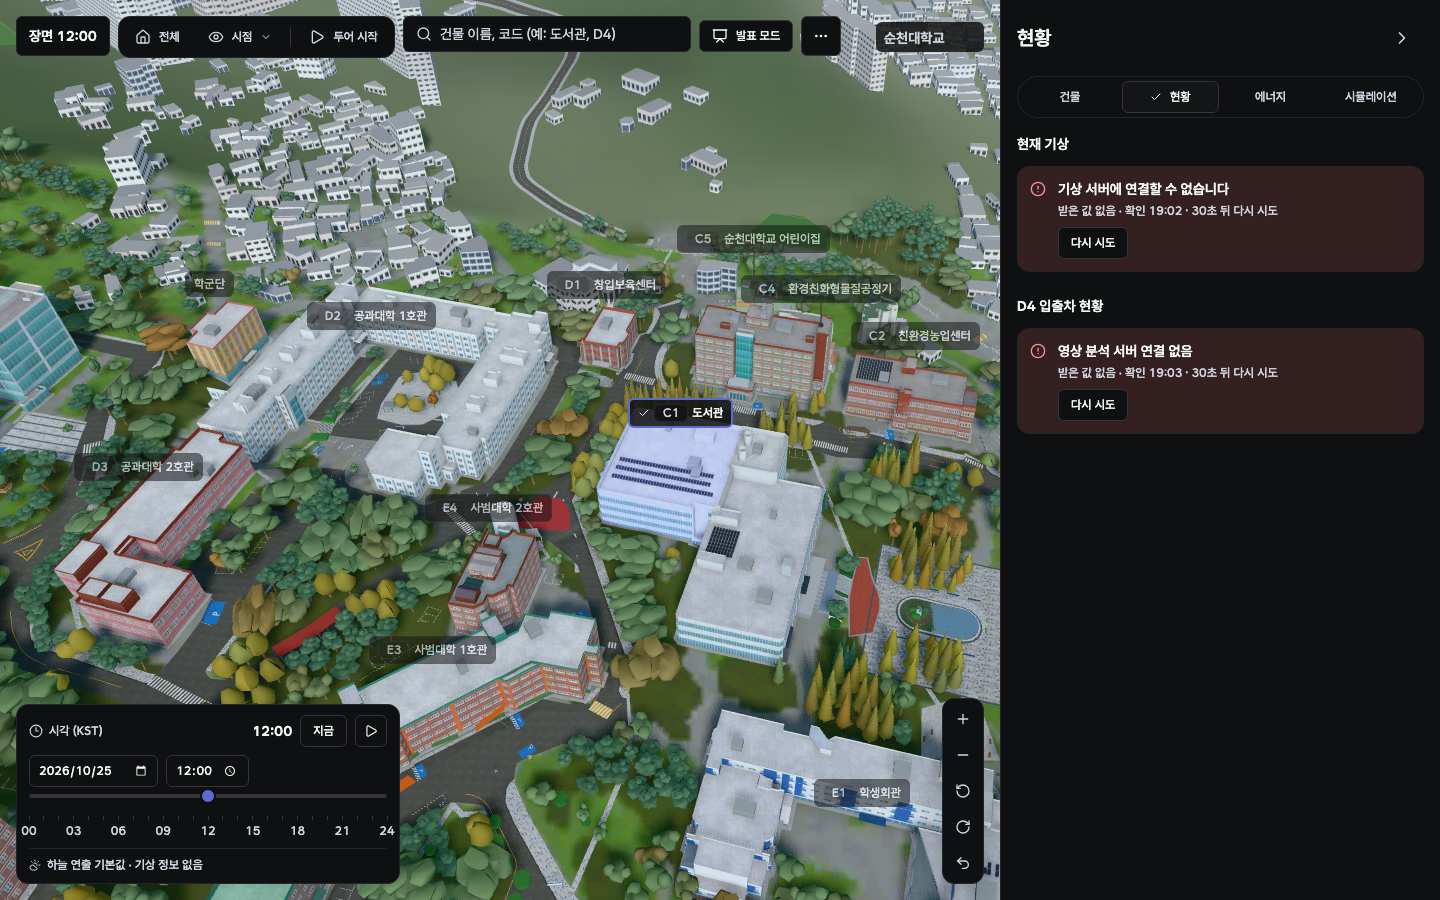 장면 12:00
전체
시점
투어 시작
건물 이름, 코드 (예: 도서관, D4)
발표 모드
순천대학교
현황
건물
현황
에너지
시뮬레이션
현재 기상
기상 서버에 연결할 수 없습니다
받은 값 없음 · 확인 19:02 · 30초 뒤 다시 시도
다시 시도
D4 입출차 현황
영상 분석 서버 연결 없음
받은 값 없음 · 확인 19:03 · 30초 뒤 다시 시도
다시 시도
C5 순천대학교 어린이집
학군단
D1 창업보육센터
C4 환경친화형물질공정기
D2 공과대학 1호관
C2 친환경농업센터
C1 도서관
D3 공과대학 2호관
E4 사범대학 2호관
E3 사범대학 1호관
E1 학생회관
시각 (KST)
12:00
지금
2026/10/25
12:00
00 03 06 09 12 15 18 21 24
하늘 연출 기본값 · 기상 정보 없음